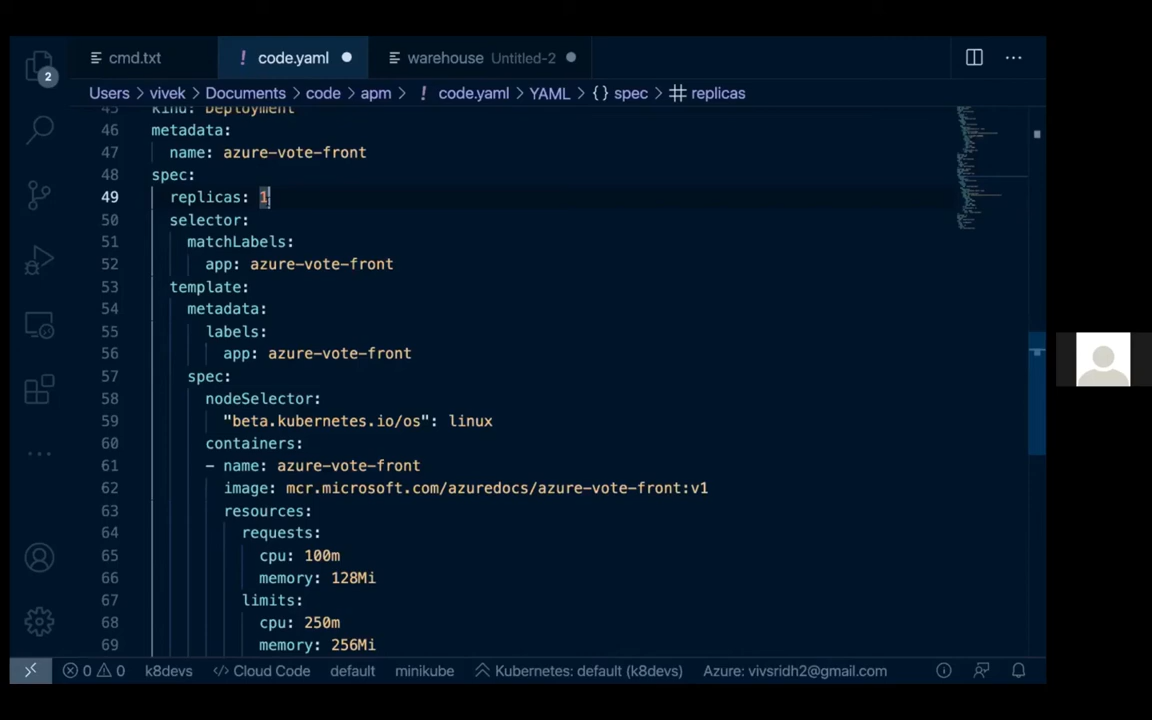 cmd.txt
! code.yaml
warehouse Untitled-2
2
Users > vivek > Documents > code > apm > ! code.yaml > YAML > {} spec > replicas
45 kind: Deployment
46 metadata:
47 name: azure-vote-front
48 spec:
49 replicas: 1
50 selector:
51 matchLabels:
52 app: azure-vote-front
53 template:
54 metadata:
55 labels:
56 app: azure-vote-front
57 spec:
58 nodeSelector:
59 "beta.kubernetes.io/os": linux
60 containers:
61 - name: azure-vote-front
62 image: mcr.microsoft.com/azuredocs/azure-vote-front:v1
63 resources:
64 requests:
65 cpu: 100m
66 memory: 128Mi
67 limits:
68 cpu: 250m
69 memory: 256Mi
0 0 k8devs </> Cloud Code default minikube Kubernetes: default (k8devs) Azure: vivsridh2@gmail.com